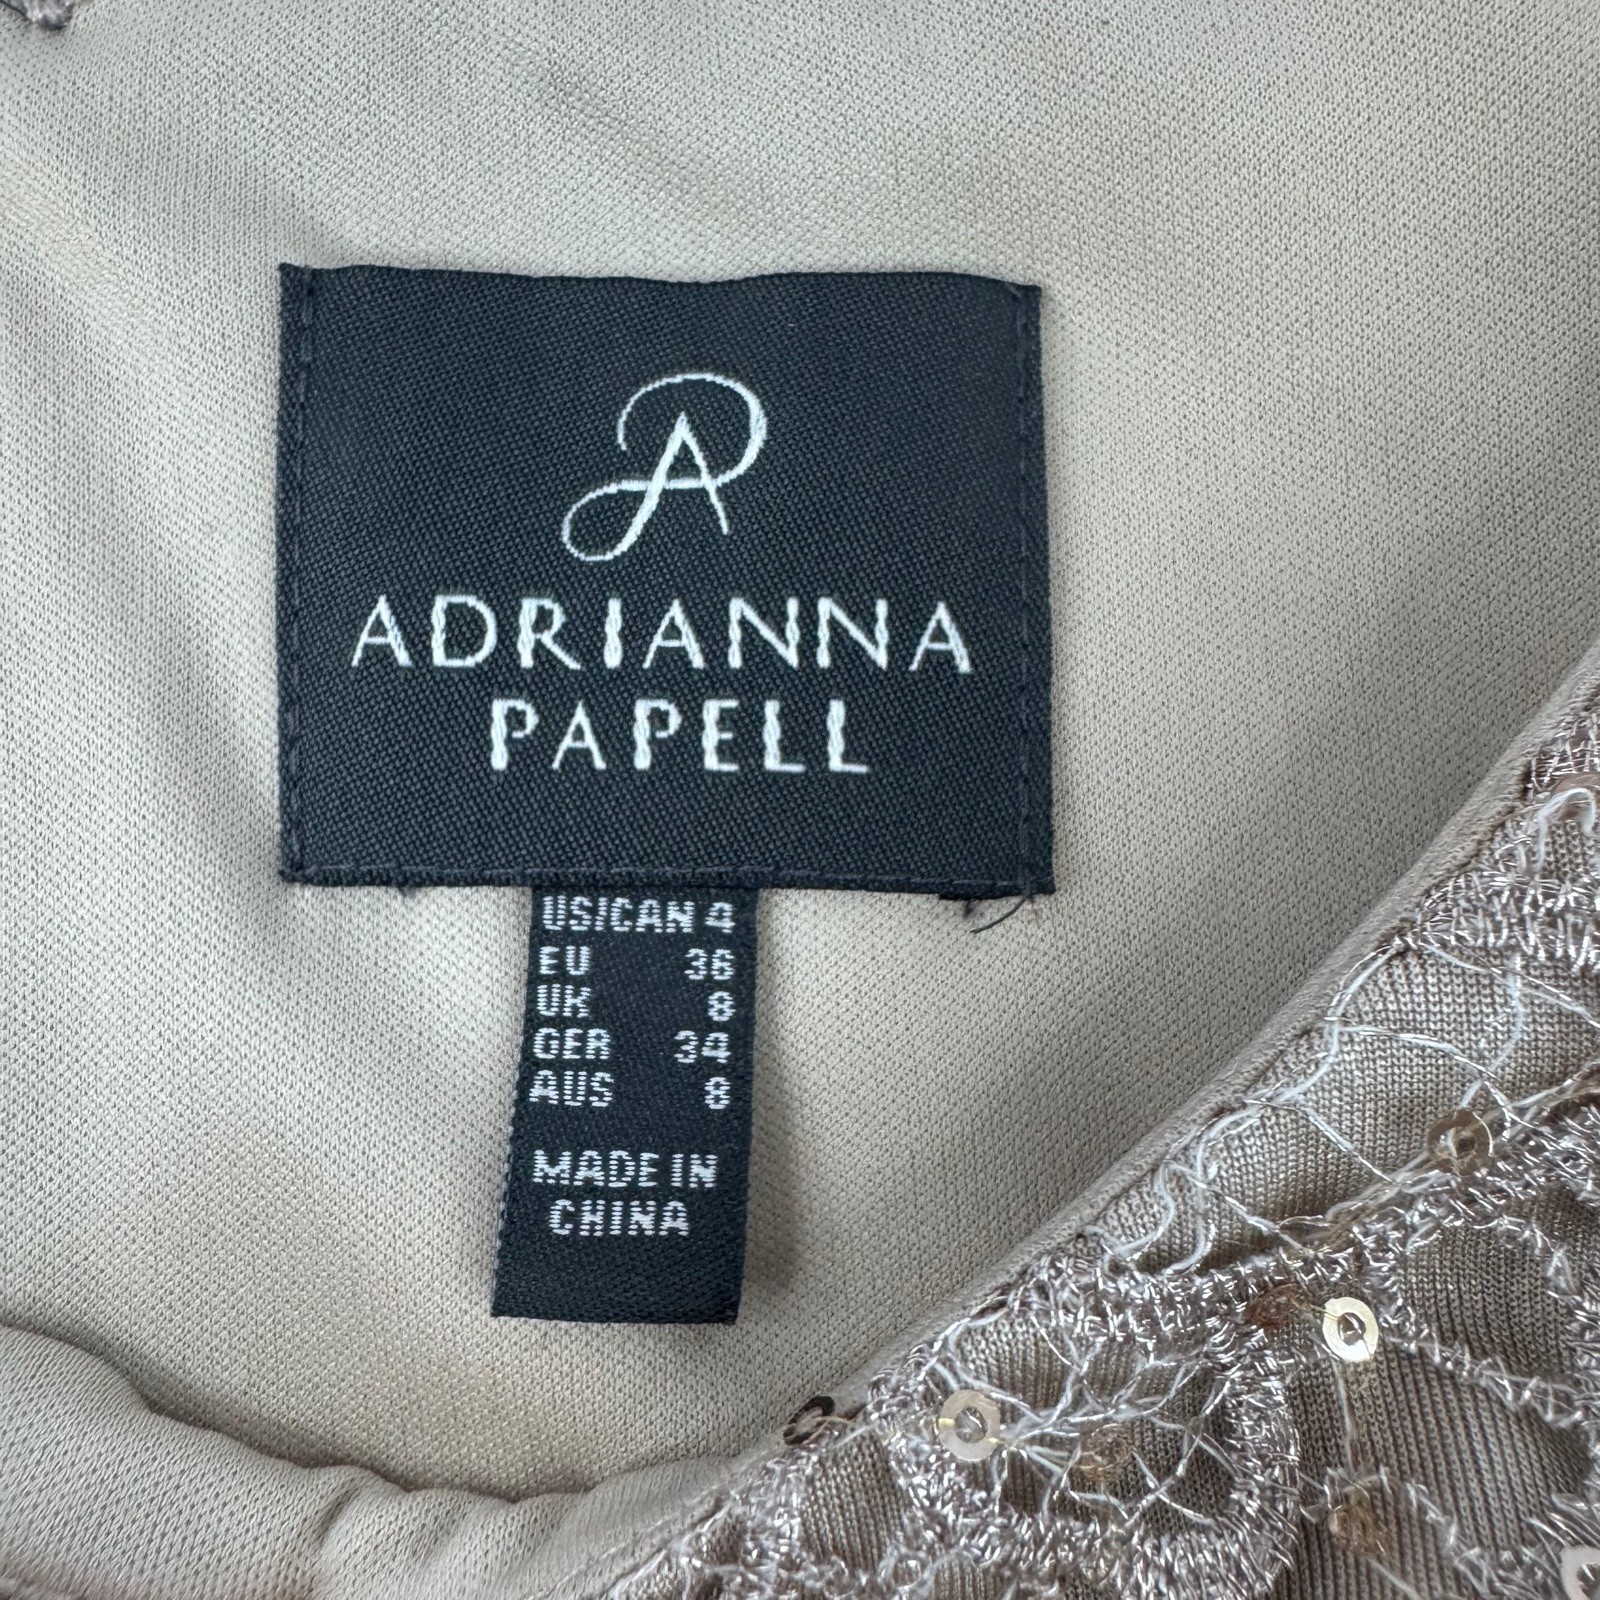 ADRIANNA
PAPELL
US/CAN 4
EU 36
UK 8
GER 34
AUS 8
MADE IN
CHINA